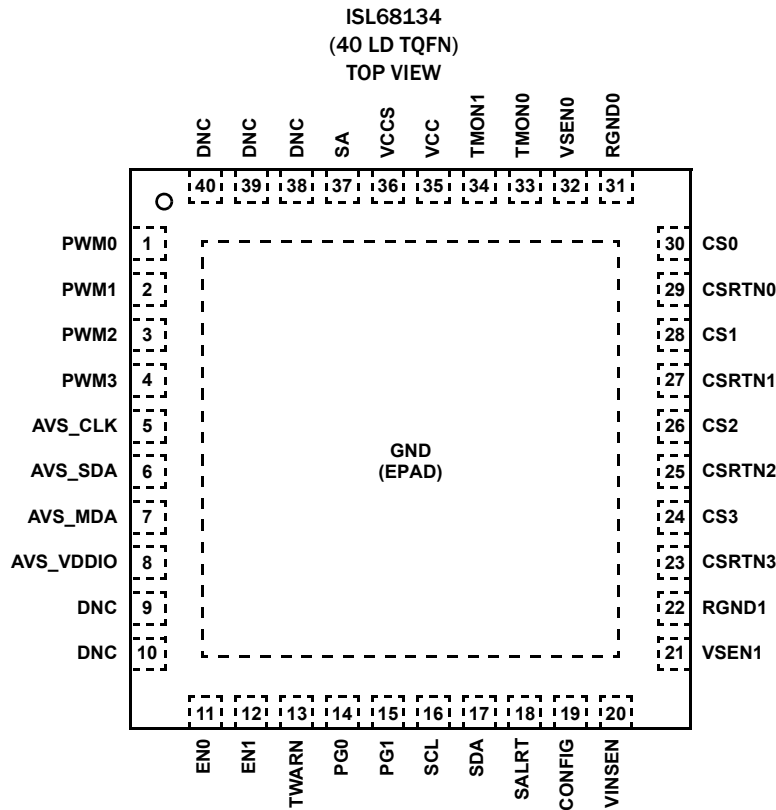 ISL68134
(40 LD TQFN)
TOP VIEW
DNC
DNC
DNC
SA
VCCS
VCC
TMON1
TMON0
VSEN0
RGND0
40 39 38 37 36 35 34 33 32 31
PWM0 1 30 CS0
PWM1 2 29 CSRTN0
PWM2 3 28 CS1
PWM3 4 27 CSRTN1
AVS_CLK 5 26 CS2
AVS_SDA 6 25 CSRTN2
AVS_MDA 7 24 CS3
AVS_VDDIO 8 23 CSRTN3
DNC 9 22 RGND1
DNC 10 21 VSEN1
GND
(EPAD)
11 12 13 14 15 16 17 18 19 20
EN0
EN1
TWARN
PG0
PG1
SCL
SDA
SALRT
CONFIG
VINSEN